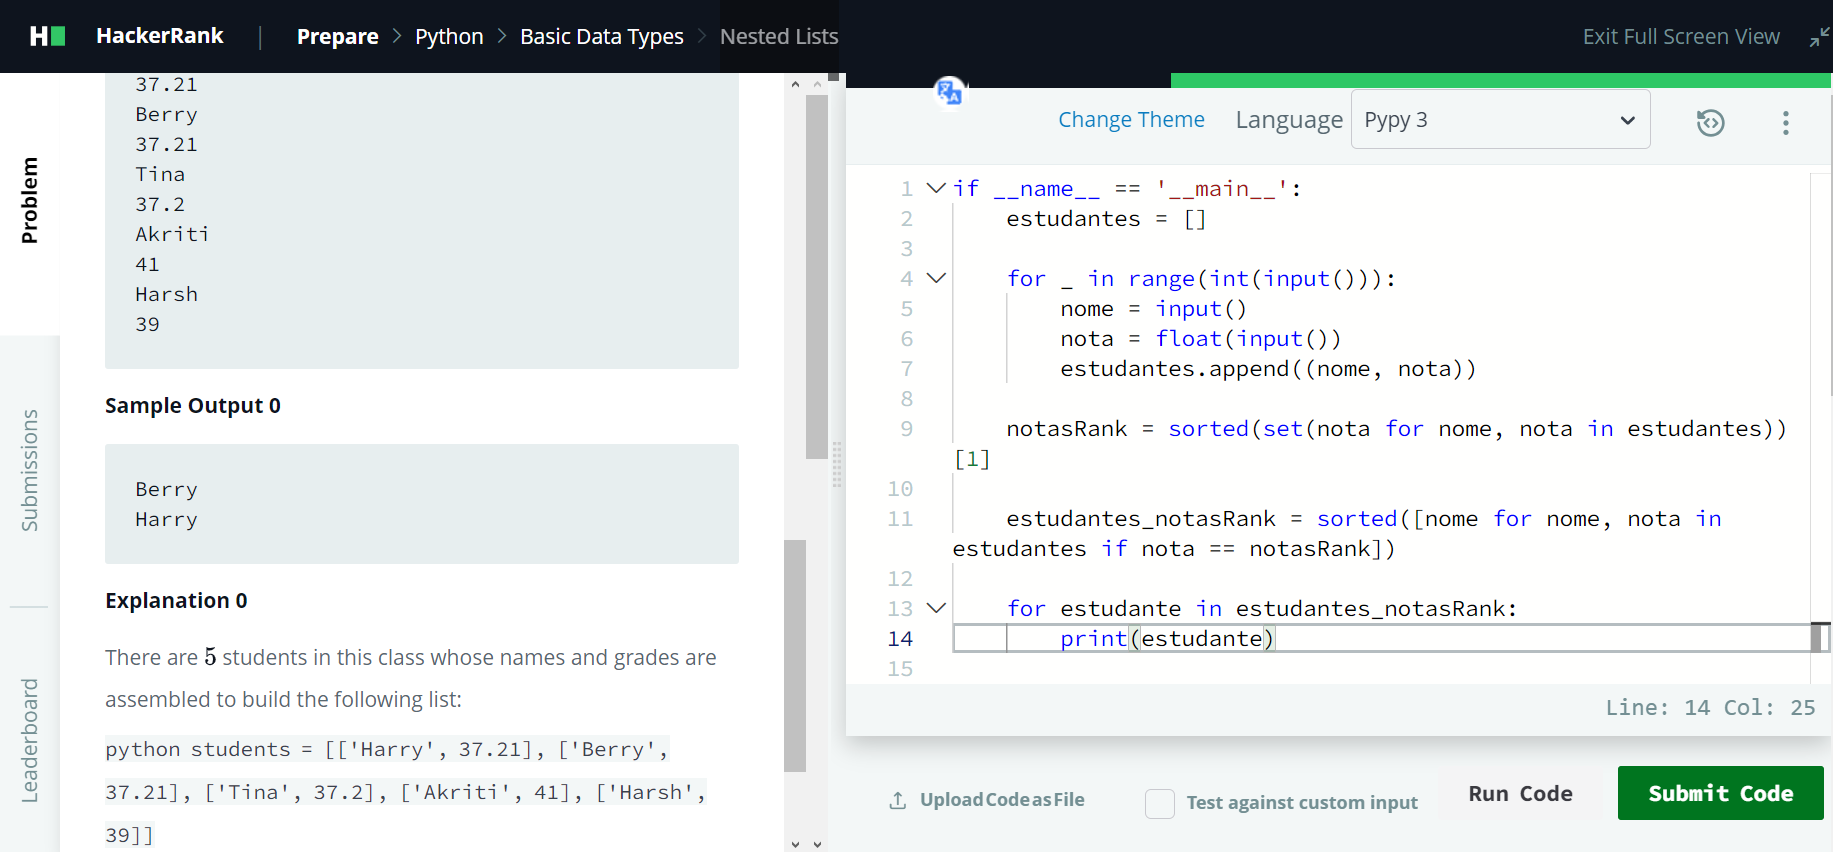 HackerRank | Prepare > Python > Basic Data Types > Nested Lists
Exit Full Screen View
Problem
Submissions
Leaderboard
37.21
Berry
37.21
Tina
37.2
Akriti
41
Harsh
39
Sample Output 0
Berry
Harry
Explanation 0
There are 5 students in this class whose names and grades are
assembled to build the following list:
python students = [['Harry', 37.21], ['Berry',
37.21], ['Tina', 37.2], ['Akriti', 41], ['Harsh',
39]]
Change Theme Language Pypy 3
1 if __name__ == '__main__':
2     estudantes = []
3
4     for _ in range(int(input())):
5         nome = input()
6         nota = float(input())
7         estudantes.append((nome, nota))
8
9     notasRank = sorted(set(nota for nome, nota in estudantes))
[1]
10
11     estudantes_notasRank = sorted([nome for nome, nota in
estudantes if nota == notasRank])
12
13     for estudante in estudantes_notasRank:
14         print(estudante)
15
Line: 14 Col: 25
Upload Code as File
Test against custom input
Run Code
Submit Code